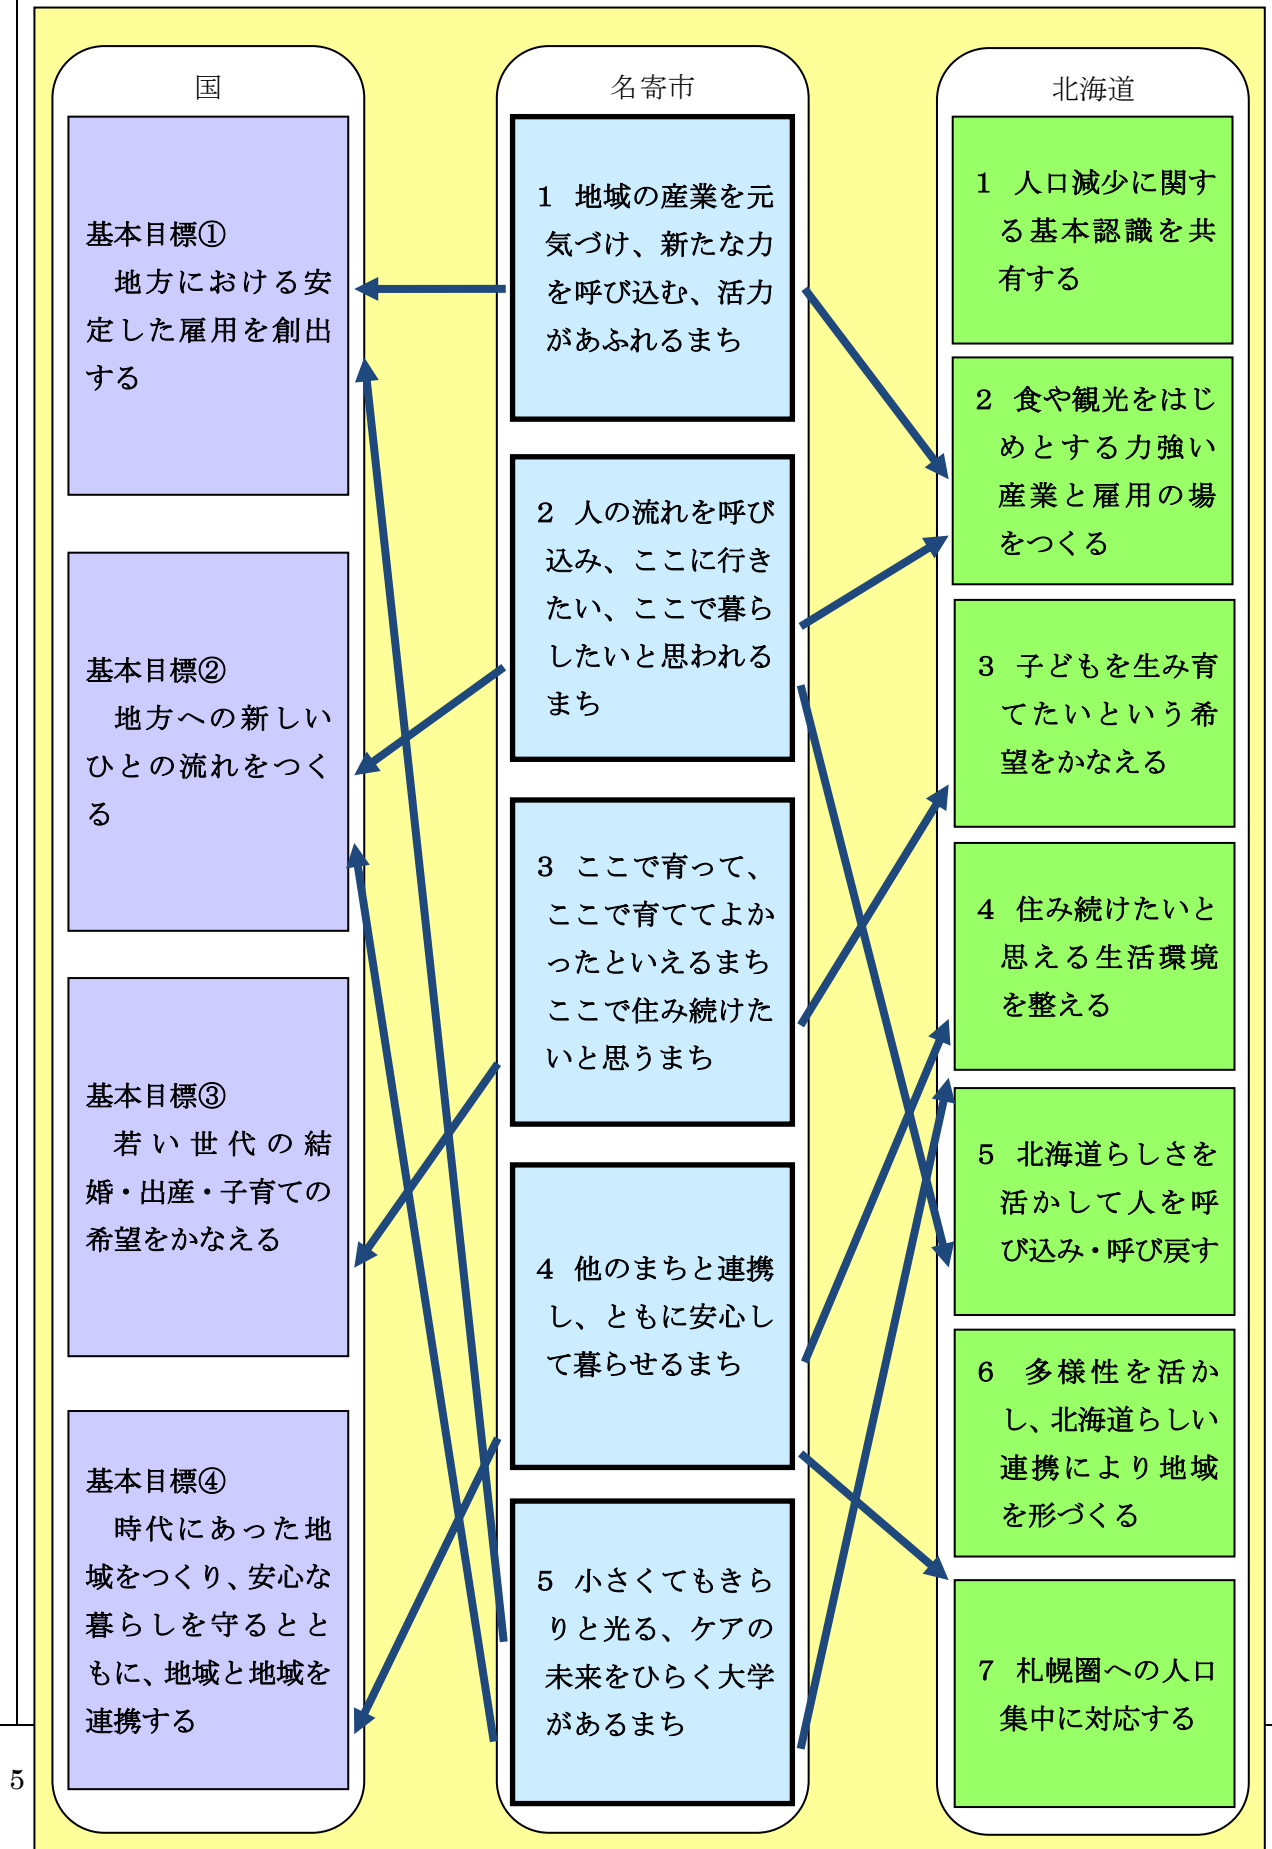 国
基本目標①
地方における安
定した雇用を創出
する
基本目標②
地方への新しい
ひとの流れをつく
る
基本目標③
若い世代の結
婚・出産・子育ての
希望をかなえる
基本目標④
時代にあった地
域をつくり、安心な
暮らしを守るとと
もに、地域と地域を
連携する
名寄市
1 地域の産業を元
気づけ、新たな力
を呼び込む、活力
があふれるまち
2 人の流れを呼び
込み、ここに行き
たい、ここで暮ら
したいと思われる
まち
3 ここで育って、
ここで育ててよか
ったといえるまち
ここで住み続けた
いと思うまち
4 他のまちと連携
し、ともに安心し
て暮らせるまち
5 小さくてもきら
りと光る、ケアの
未来をひらく大学
があるまち
北海道
1 人口減少に関す
る基本認識を共
有する
2 食や観光をはじ
めとする力強い
産業と雇用の場
をつくる
3 子どもを生み育
てたいという希
望をかなえる
4 住み続けたいと
思える生活環境
を整える
5 北海道らしさを
活かして人を呼
び込み・呼び戻す
6 多様性を活か
し、北海道らしい
連携により地域
を形づくる
7 札幌圏への人口
集中に対応する
5